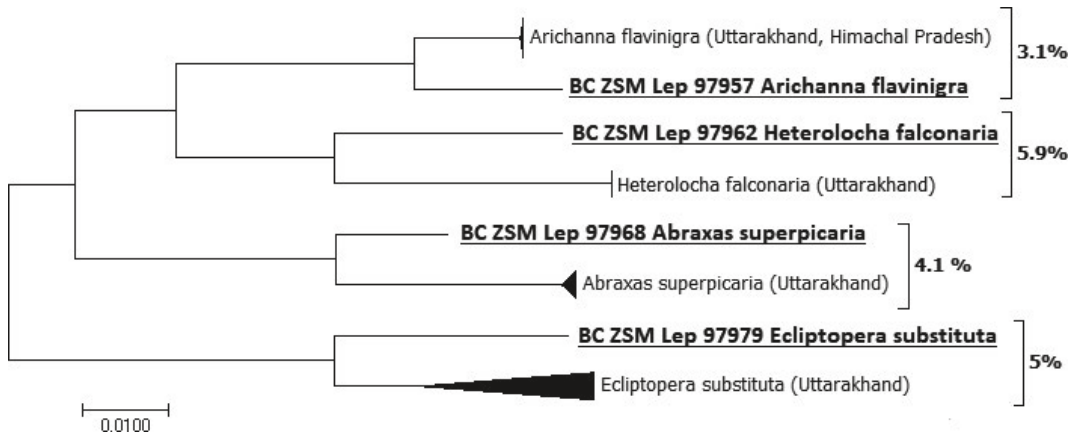 Arichanna flavinigra (Uttarakhand, Himachal Pradesh)
3.1%
BC ZSM Lep 97957 Arichanna flavinigra
BC ZSM Lep 97962 Heterolocha falconaria
5.9%
Heterolocha falconaria (Uttarakhand)
BC ZSM Lep 97968 Abraxas superpicaria
4.1 %
Abraxas superpicaria (Uttarakhand)
BC ZSM Lep 97979 Ecliptopera substituta
5%
Ecliptopera substituta (Uttarakhand)
0.0100